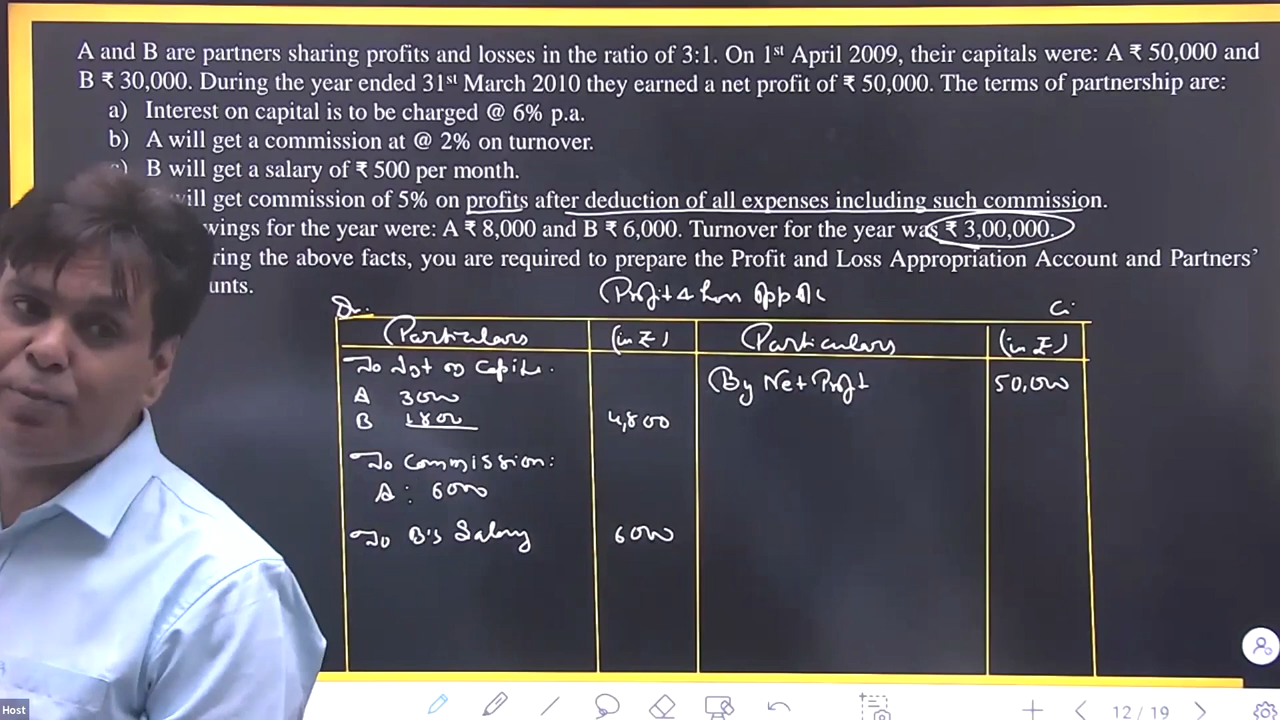 A and B are partners sharing profits and losses in the ratio of 3:1. On 1st April 2009, their capitals were: A ₹ 50,000 and
B ₹ 30,000. During the year ended 31st March 2010 they earned a net profit of ₹ 50,000. The terms of partnership are:
a) Interest on capital is to be charged @ 6% p.a.
b) A will get a commission at @ 2% on turnover.
) B will get a salary of ₹ 500 per month.
will get commission of 5% on profits after deduction of all expenses including such commission.
wings for the year were: A ₹ 8,000 and B ₹ 6,000. Turnover for the year was ₹ 3,00,000.
ring the above facts, you are required to prepare the Profit and Loss Appropriation Account and Partners’
unts.
Profit & Loss App A/c
Dr. Cr
Particulars (in ₹) Particulars (in ₹)
To Int on Capital. By Net Profit 50,000
A 3000
B 1800 4,800
To Commission:
A: 6000
To B's Salary 6000
Host
12 / 19